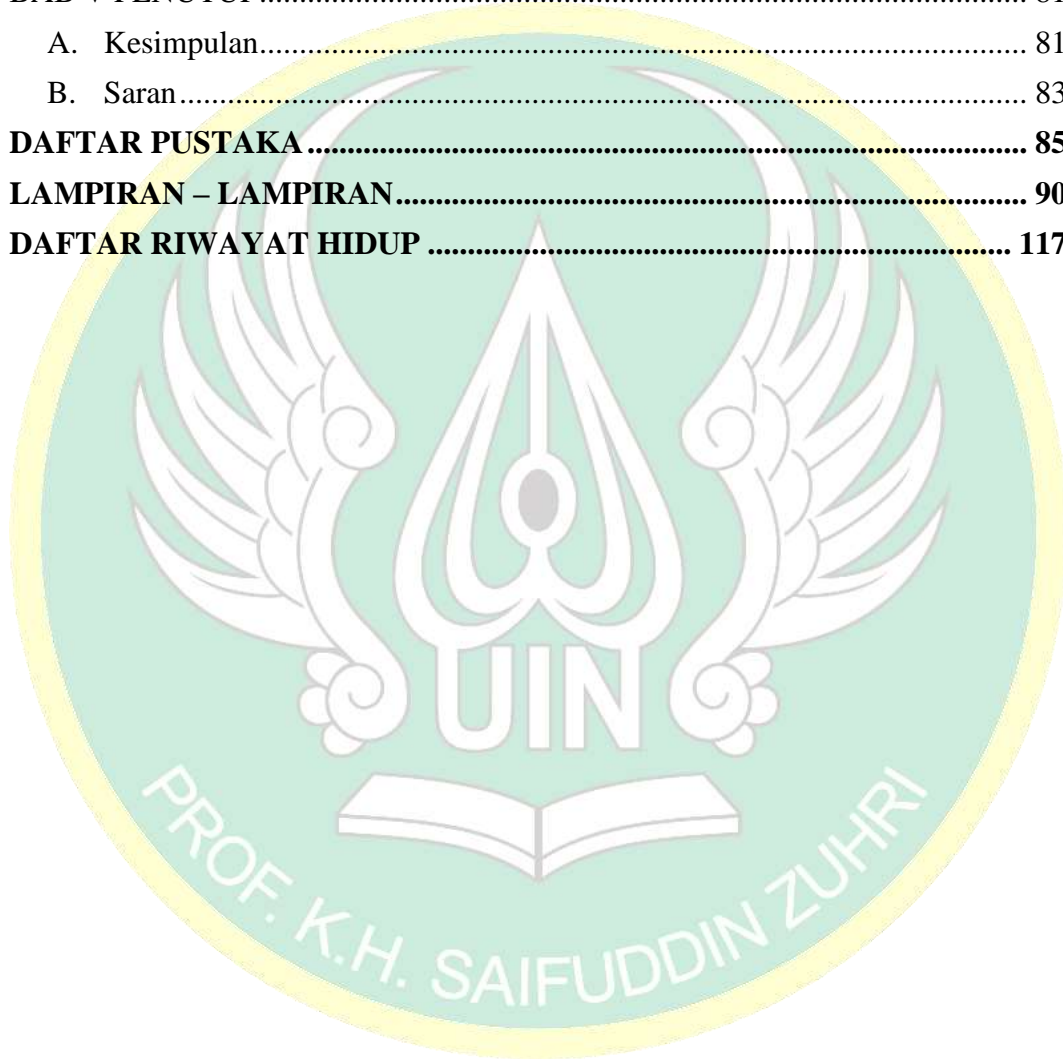 A. Kesimpulan........................................................................................................ 81
B. Saran.................................................................................................................. 83
DAFTAR PUSTAKA............................................................................................ 85
LAMPIRAN – LAMPIRAN................................................................................ 90
DAFTAR RIWAYAT HIDUP.......................................................................... 117
UIN
PROF. K.H. SAIFUDDIN ZUHRI